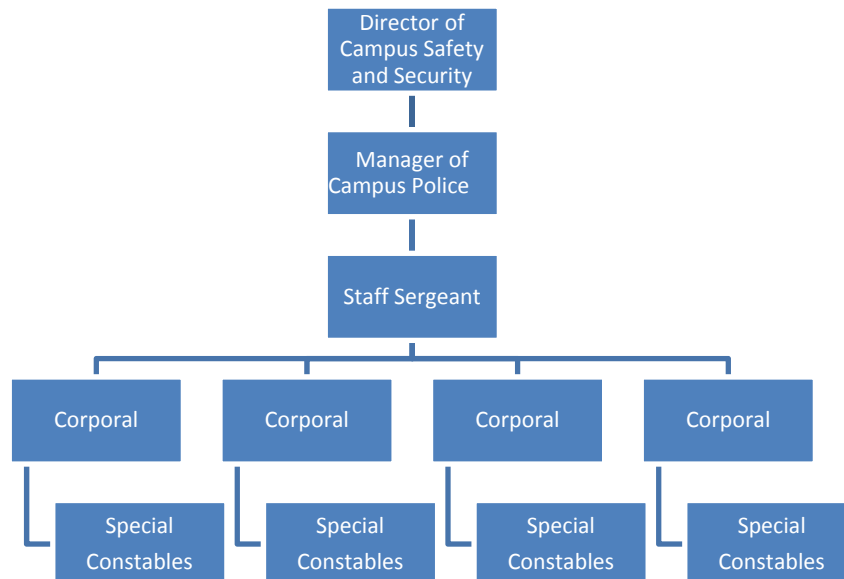 Director of
Campus Safety
and Security
Manager of
Campus Police
Staff Sergeant
Corporal
Corporal
Corporal
Corporal
Special
Constables
Special
Constables
Special
Constables
Special
Constables